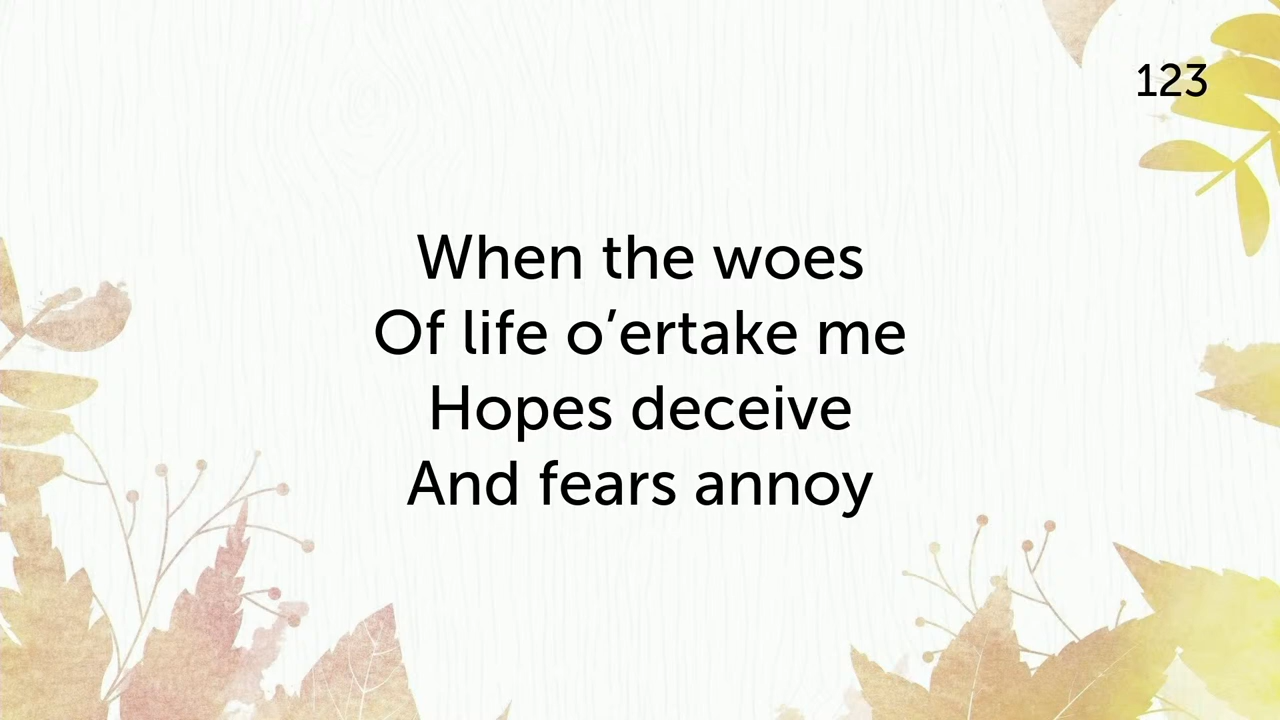 123
When the woes
Of life o’ertake me
Hopes deceive
And fears annoy